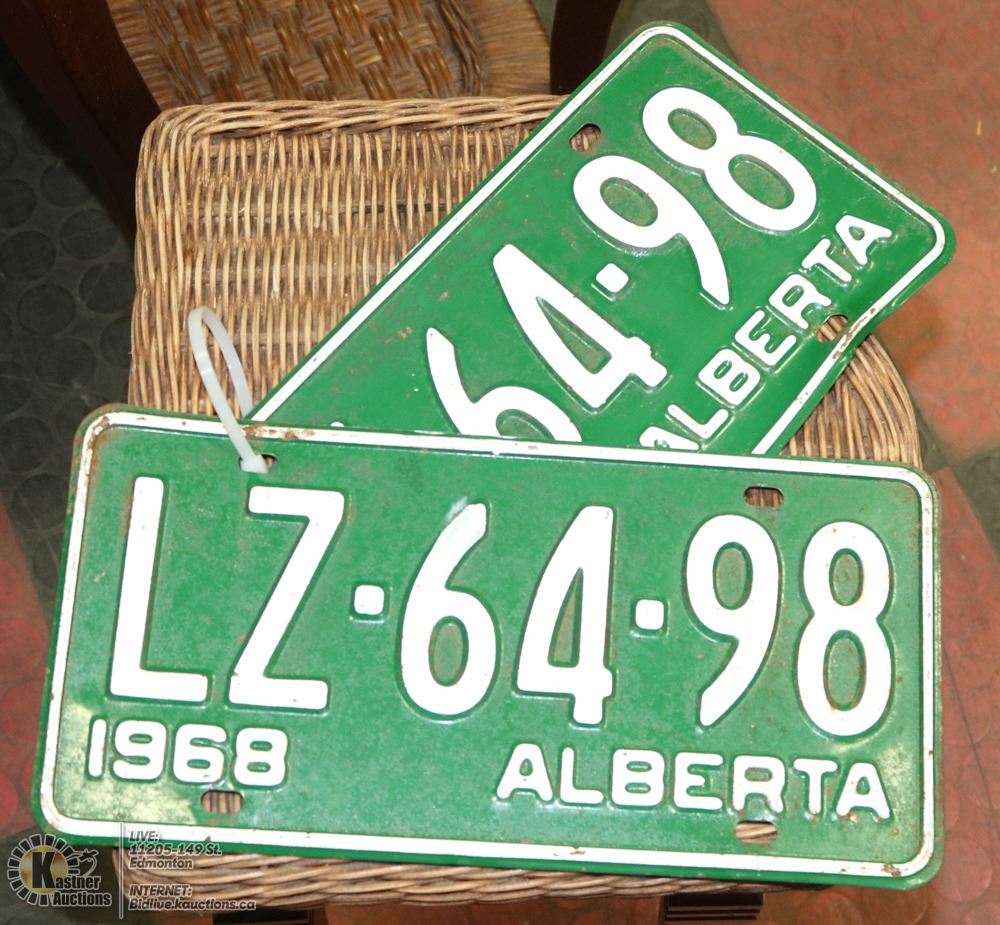 64·98
ALBERTA
LZ·64·98
1968 ALBERTA
Kastner
Auctions
LIVE:
11205-149 St.
Edmonton
INTERNET:
Bidlive.kauctions.ca